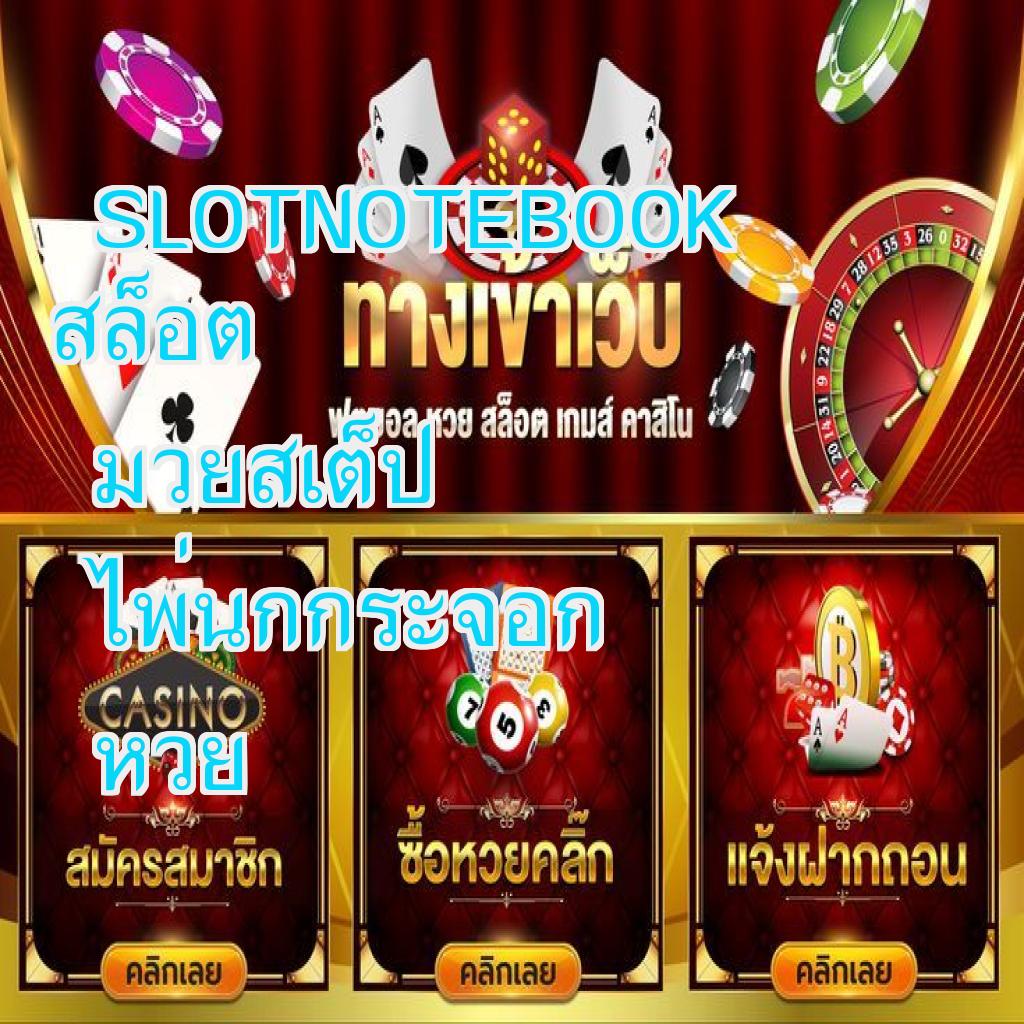 SLOTNOTEBOOK
ทางเข้าเว็บ
สล็อต
หวย สล็อต เกมส์ คาสิโน
มวยสเต็ป
ไพ่นกกระจอก
CASINO
หวย
สมัครสมาชิก
ซื้อหวยคลิ๊ก
แจ้งฝากถอน
คลิกเลย
คลิกเลย
คลิกเลย